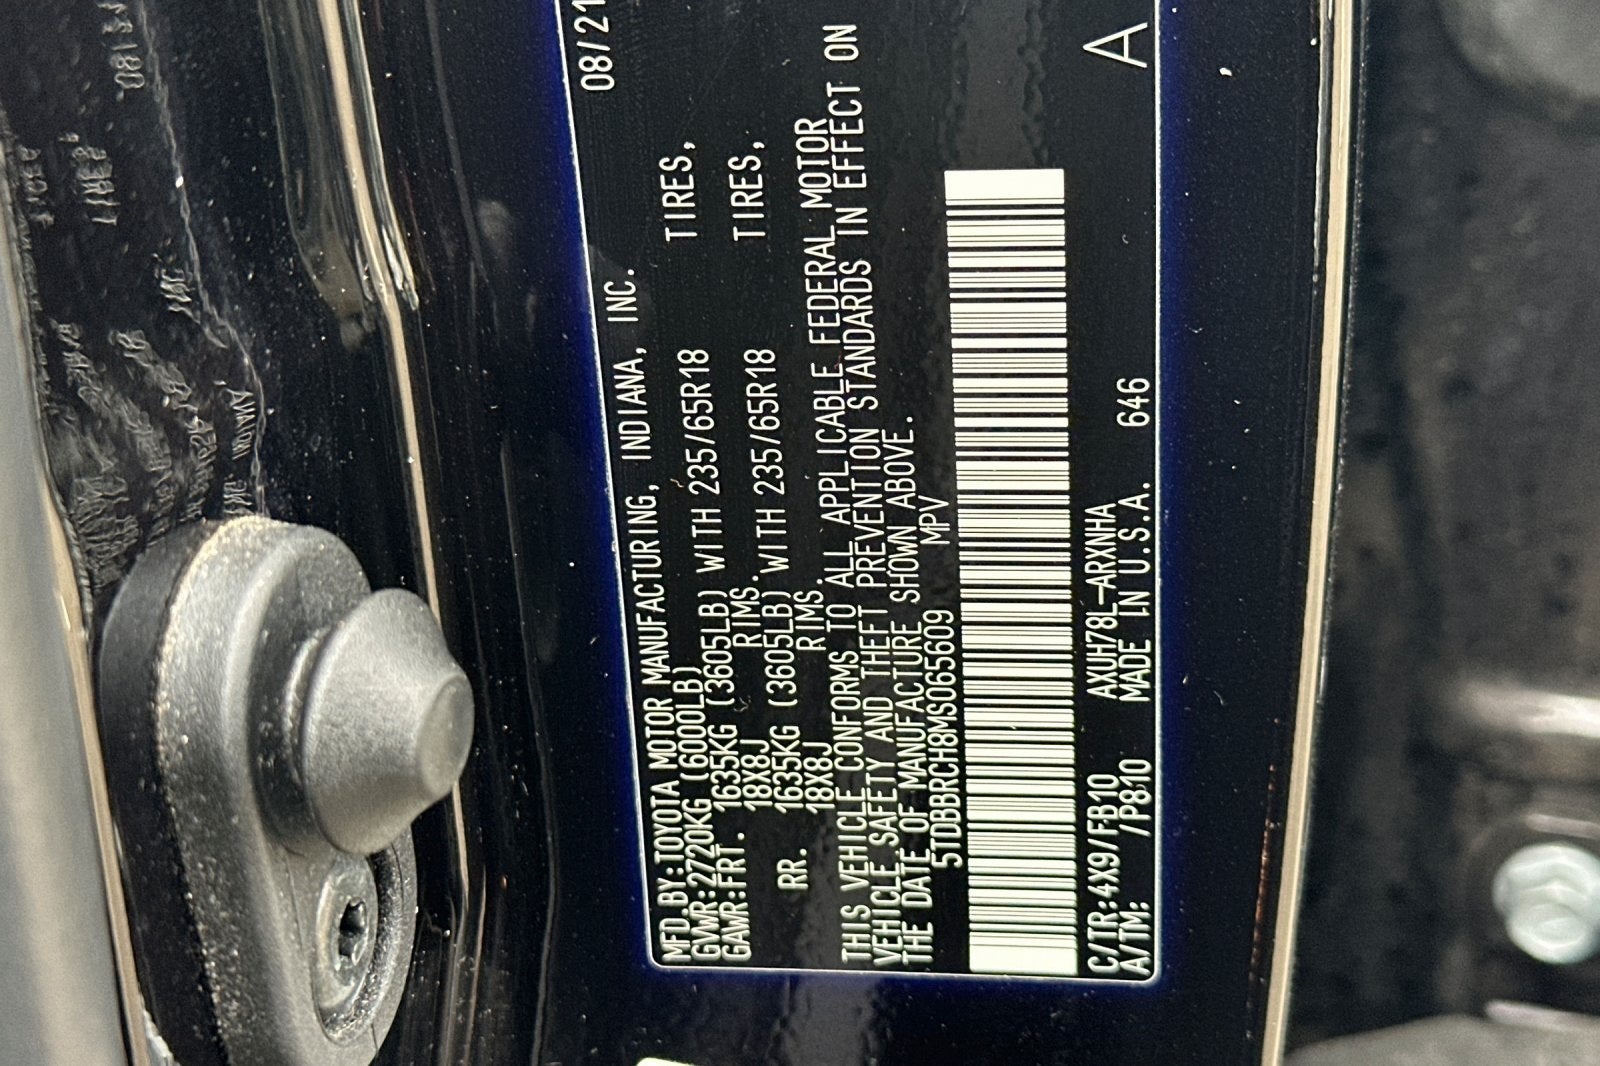 MFD.BY:TOYOTA MOTOR MANUFACTURING, INDIANA, INC. 08/21
GVWR:2720KG (6000LB)
GAWR:FRT. 1635KG (3605LB) WITH 235/65R18 TIRES,
18X8J RIMS.
RR. 1635KG (3605LB) WITH 235/65R18 TIRES,
18X8J RIMS.
THIS VEHICLE CONFORMS TO ALL APPLICABLE FEDERAL MOTOR
VEHICLE SAFETY AND THEFT PREVENTION STANDARDS IN EFFECT ON
THE DATE OF MANUFACTURE SHOWN ABOVE.
5TDBBRCH8MS065609 MPV
C/TR:4X9/FB10 AXUH78L-ARXNHA A
A/TM: /P810 MADE IN U.S.A. 646